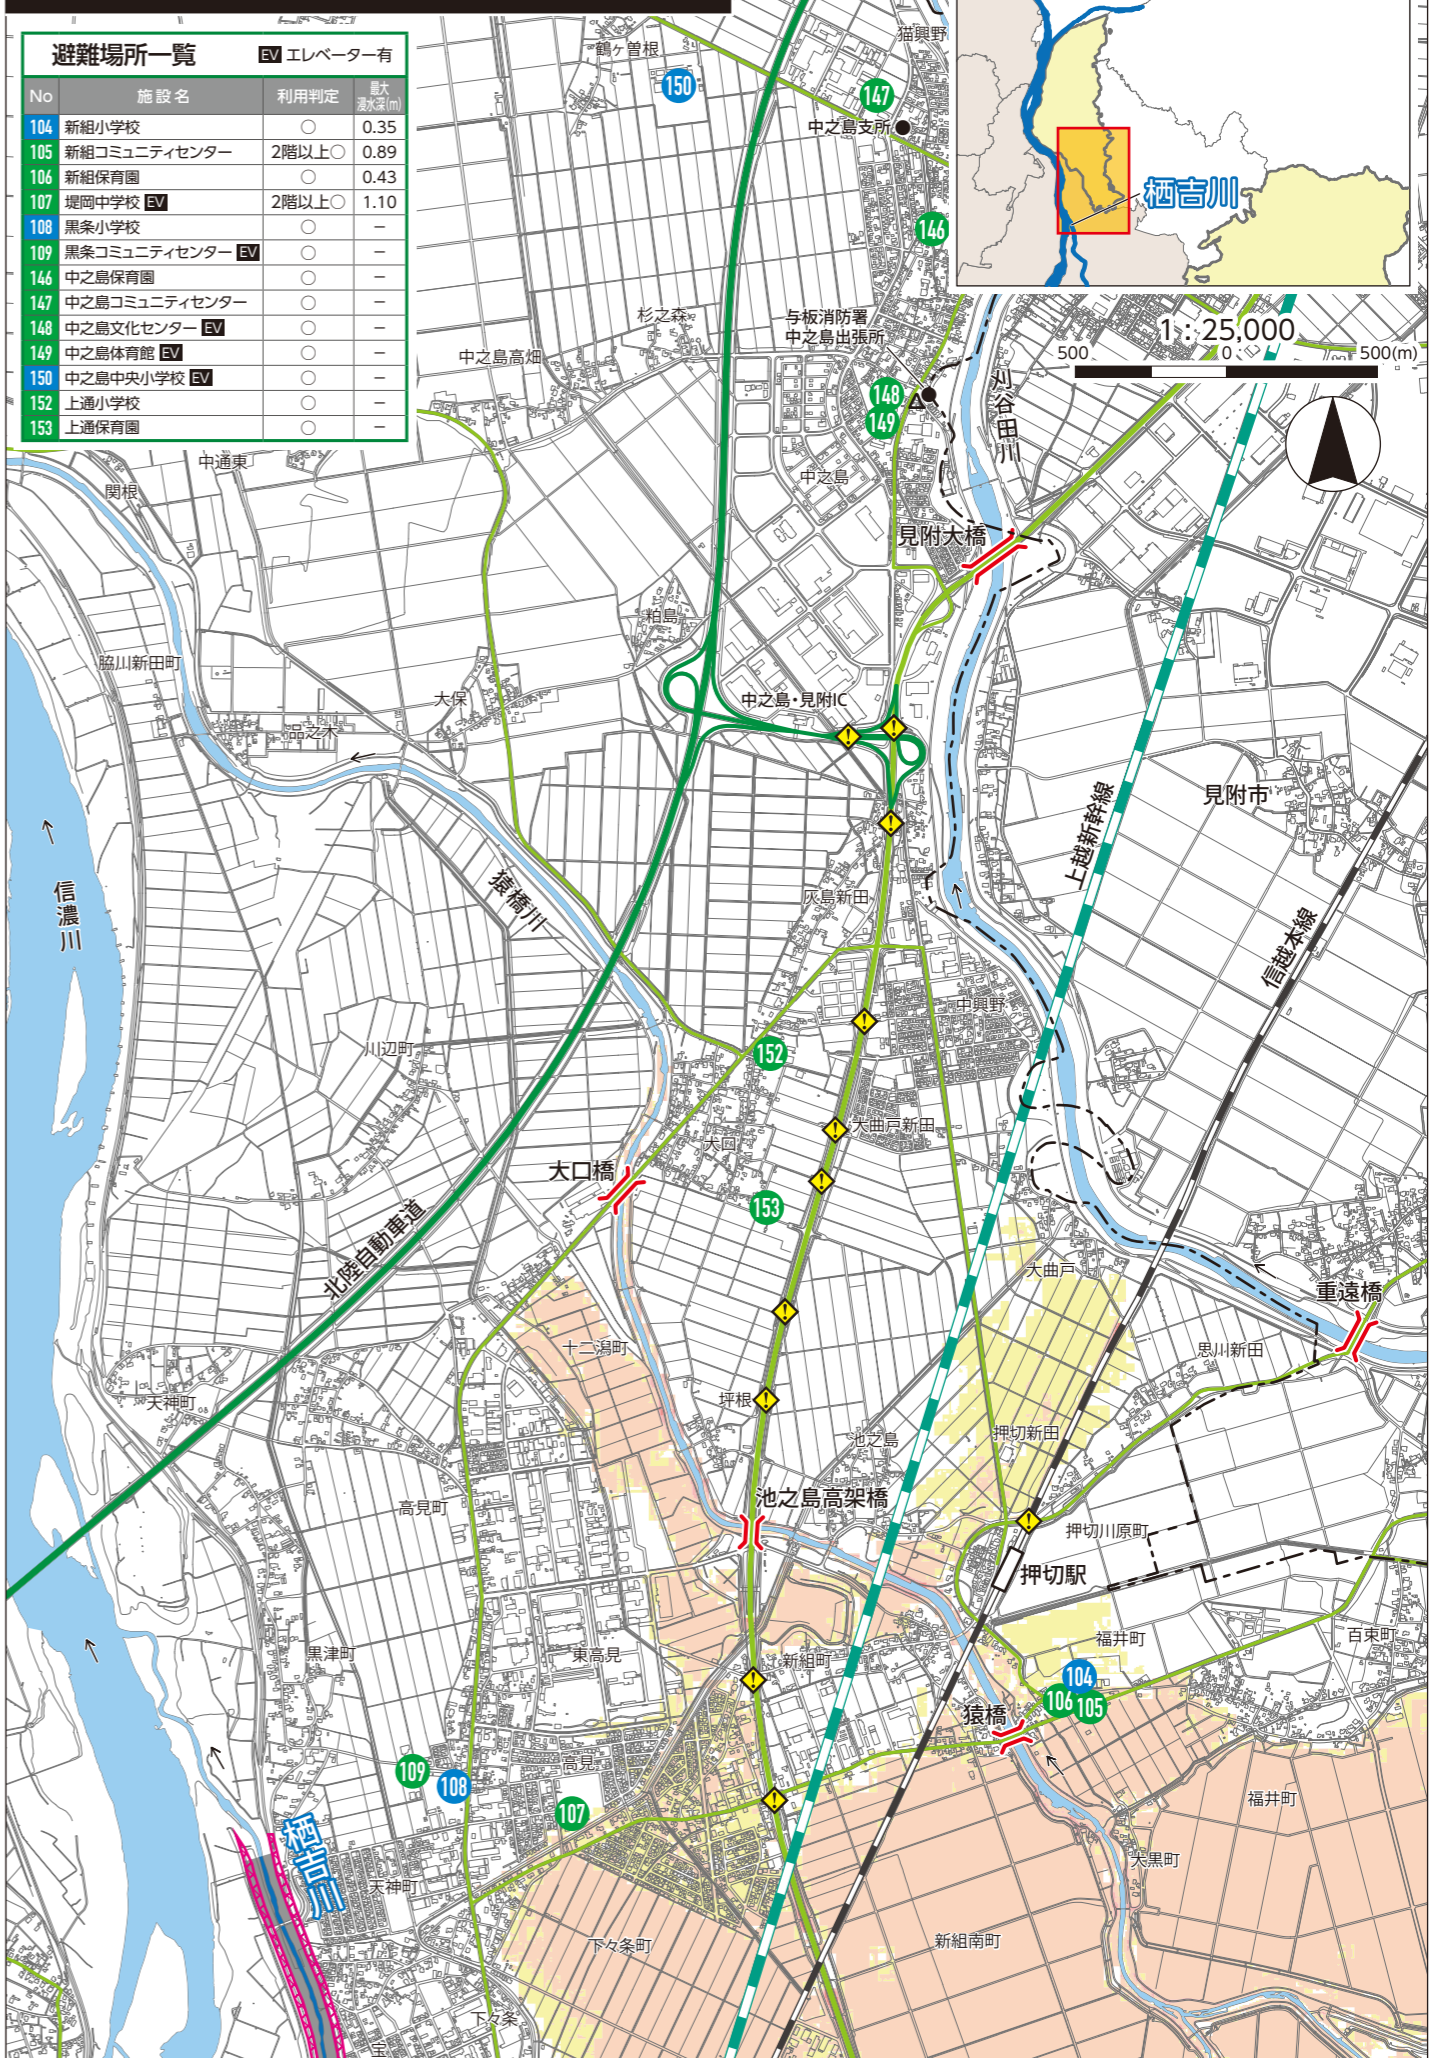 避難場所一覧 EV エレベーター有
No 施設名 利用判定 最大浸水深(m)
104 新組小学校 ○ 0.35
105 新組コミュニティセンター 2階以上○ 0.89
106 新組保育園 ○ 0.43
107 堤岡中学校 EV 2階以上○ 1.10
108 黒条小学校 ○ −
109 黒条コミュニティセンター EV ○ −
146 中之島保育園 ○ −
147 中之島コミュニティセンター ○ −
148 中之島文化センター EV ○ −
149 中之島体育館 EV ○ −
150 中之島中央小学校 EV ○ −
152 上通小学校 ○ −
153 上通保育園 ○ −
栖吉川
1:25,000
500 0 500(m)
鶴ヶ曽根
猫興野
150
147
中之島支所
146
杉之森
与板消防署
中之島出張所
中之島高畑
148
149
刈谷田川
中之島
中通東
関根
見附大橋
粕島
脇川新田町
大保
品之木
中之島・見附IC
見附市
上越新幹線
信濃川
猿橋川
灰島新田
信越本線
中興野
川辺町
152
大曲戸新田
大口
大口橋
153
北陸自動車道
大曲戸
重遠橋
十二潟町
思川新田
天神町
坪根
池之島
押切新田
高見町
池之島高架橋
押切川原町
押切駅
黒津町
東高見
新組町
福井町
百束町
104
106
105
猿橋
109
108
高見
107
福井町
栖吉川
天神町
大黒町
下々条町
新組南町
下々条